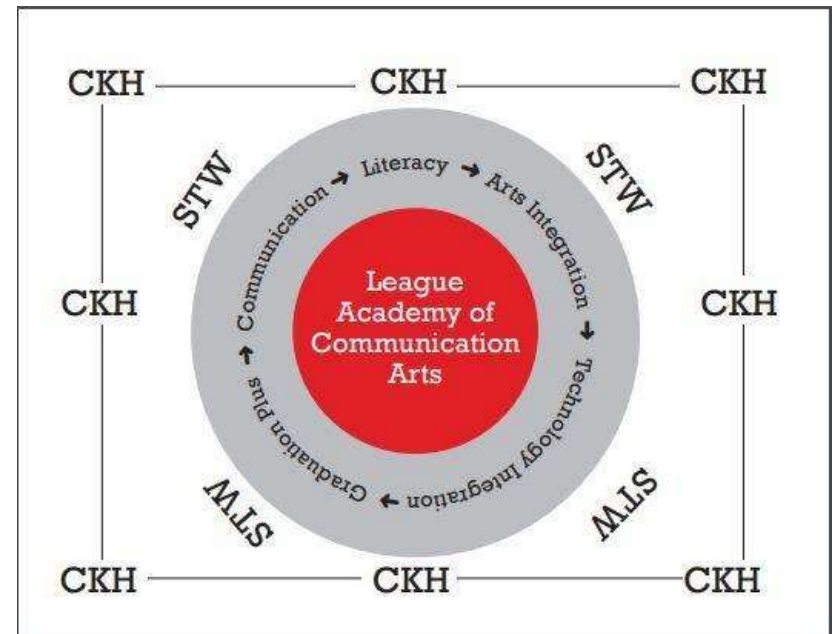 CKH CKH CKH
STW STW
Communication → Literacy → Arts Integration → Technology Integration → Graduation Plus →
League
Academy of
Communication
Arts
CKH CKH
STW STW
CKH CKH CKH